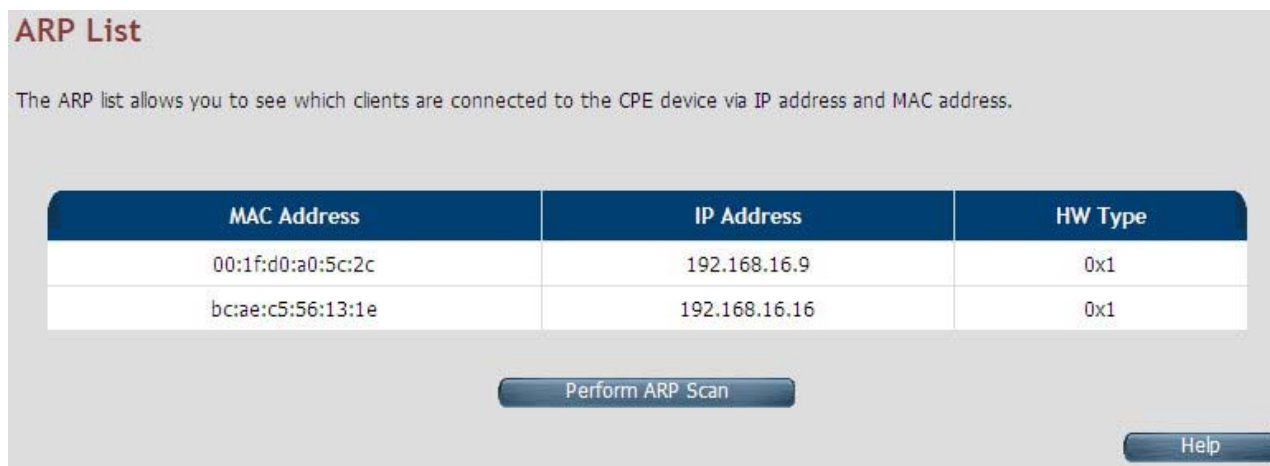 ARP List
The ARP list allows you to see which clients are connected to the CPE device via IP address and MAC address.
MAC Address IP Address HW Type
00:1f:d0:a0:5c:2c 192.168.16.9 0x1
bc:ae:c5:56:13:1e 192.168.16.16 0x1
Perform ARP Scan
Help